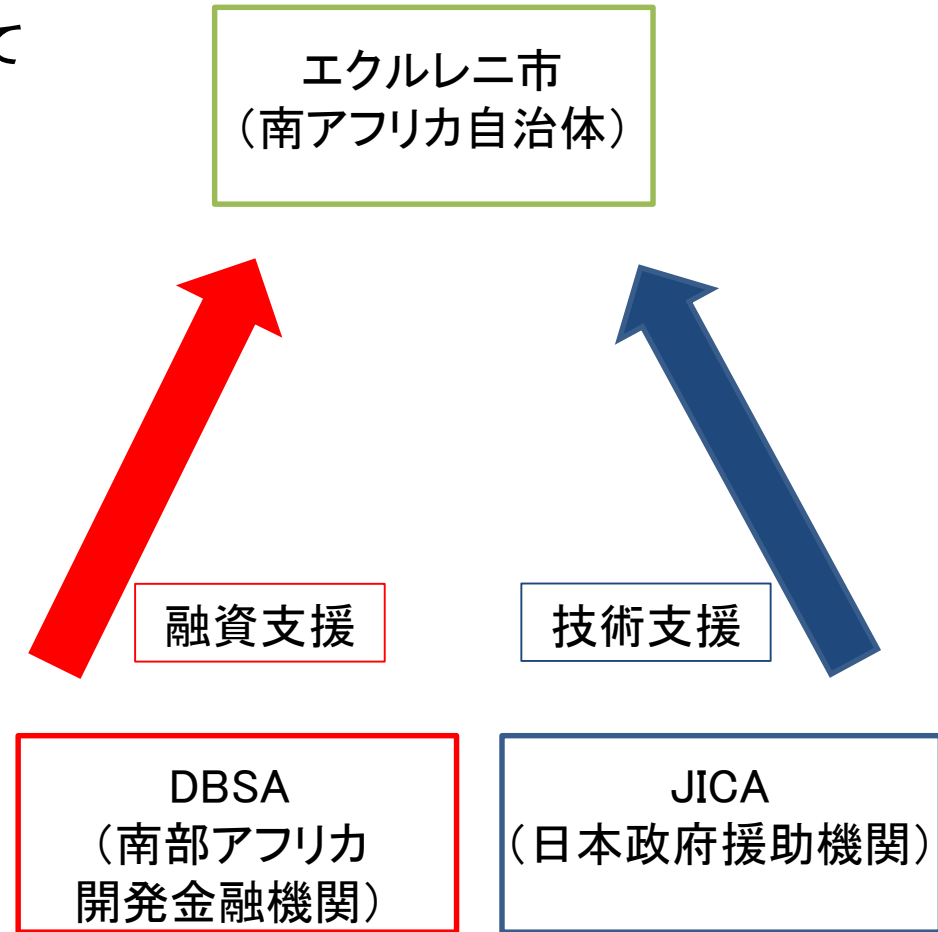 て
エクルレニ市
（南アフリカ自治体）
融資支援
技術支援
DBSA
（南部アフリカ
開発金融機関）
JICA
（日本政府援助機関）